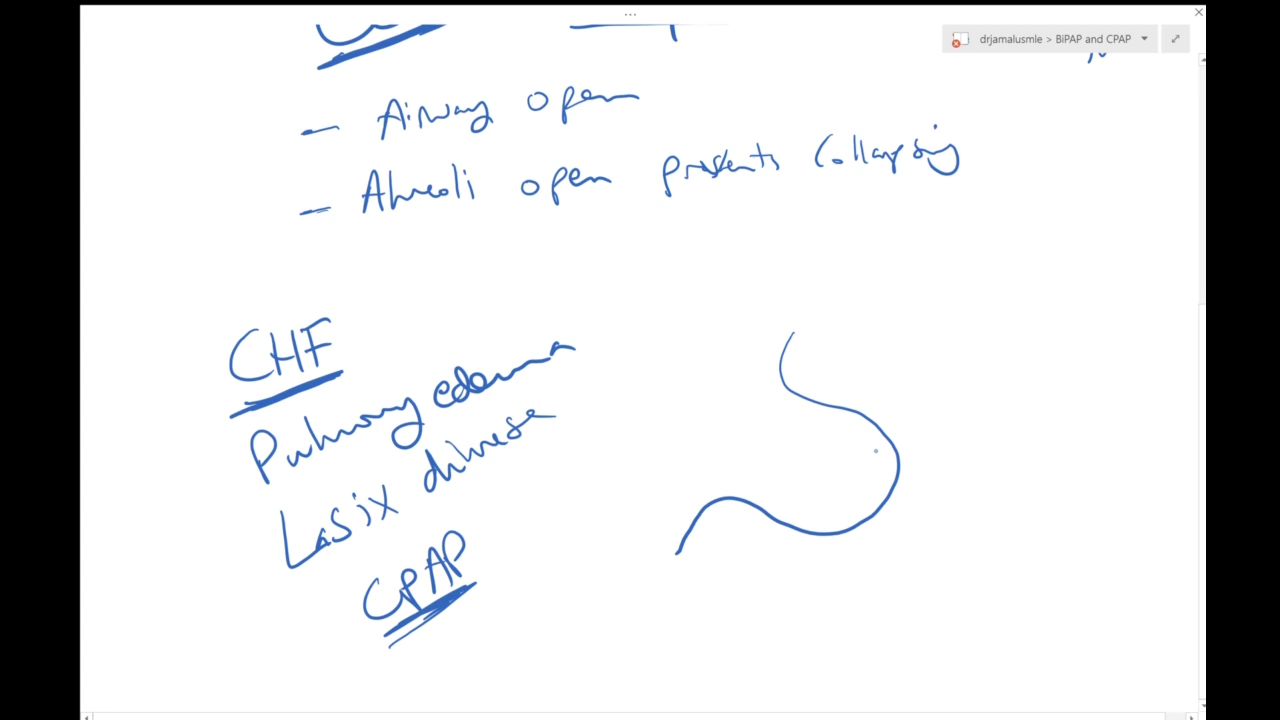 drjamalusmle > BiPAP and CPAP
- Airway open
- Alveoli open prevents Collapsing
CHF
Pulmonary edema
Lasix diurese
CPAP